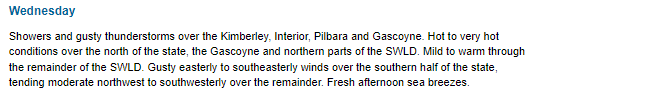 Wednesday
Showers and gusty thunderstorms over the Kimberley, Interior, Pilbara and Gascoyne. Hot to very hot
conditions over the north of the state, the Gascoyne and northern parts of the SWLD. Mild to warm through
the remainder of the SWLD. Gusty easterly to southeasterly winds over the southern half of the state,
tending moderate northwest to southwesterly over the remainder. Fresh afternoon sea breezes.